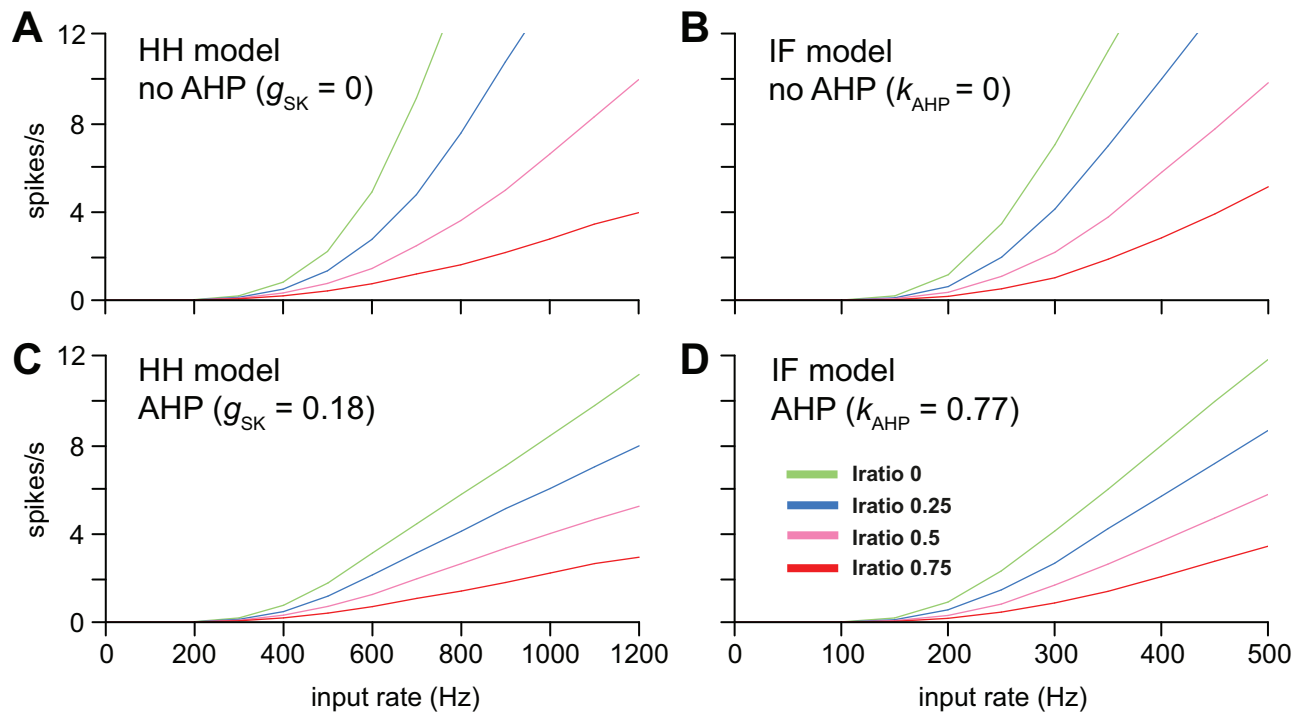 A
HH model
no AHP (gSK = 0)
spikes/s
12
8
4
0
B
IF model
no AHP (kAHP = 0)
C
HH model
AHP (gSK = 0.18)
spikes/s
12
8
4
0
0 200 400 600 800 1000 1200
input rate (Hz)
D
IF model
AHP (kAHP = 0.77)
Iratio 0
Iratio 0.25
Iratio 0.5
Iratio 0.75
0 100 200 300 400 500
input rate (Hz)